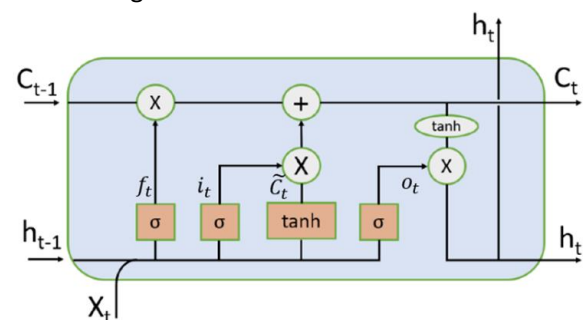 h_t
C_{t-1} X + C_t
tanh
f_t i_t X C̃_t o_t X
σ σ tanh σ
h_{t-1} h_t
X_t